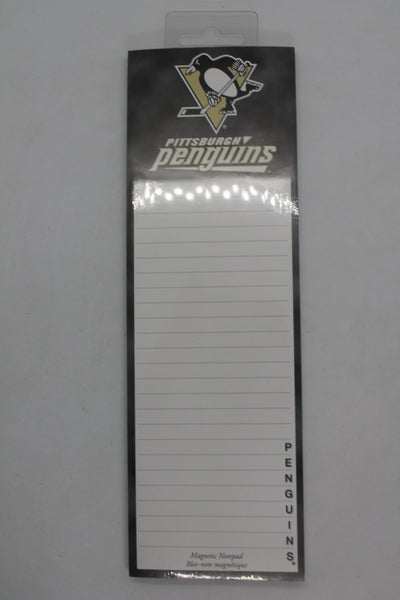 PITTSBURGH
penguins
PENGUINS®
Magnetic Notepad
Bloc-note magnétique